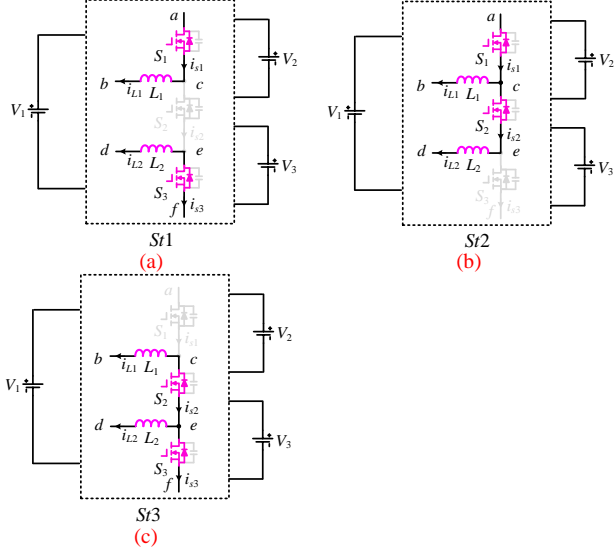 a
S1 V2
is1
b iL1 L1 c
V1 S2 is2
d iL2 L2 e V3
S3
f is3
St1
(a)
a
S1 V2
is1
b iL1 L1 c
V1 S2 is2
d iL2 L2 e V3
S3
f is3
St2
(b)
a
S1 is1 V2
b iL1 L1 c
V1 S2 is2
d iL2 L2 e V3
S3
f is3
St3
(c)